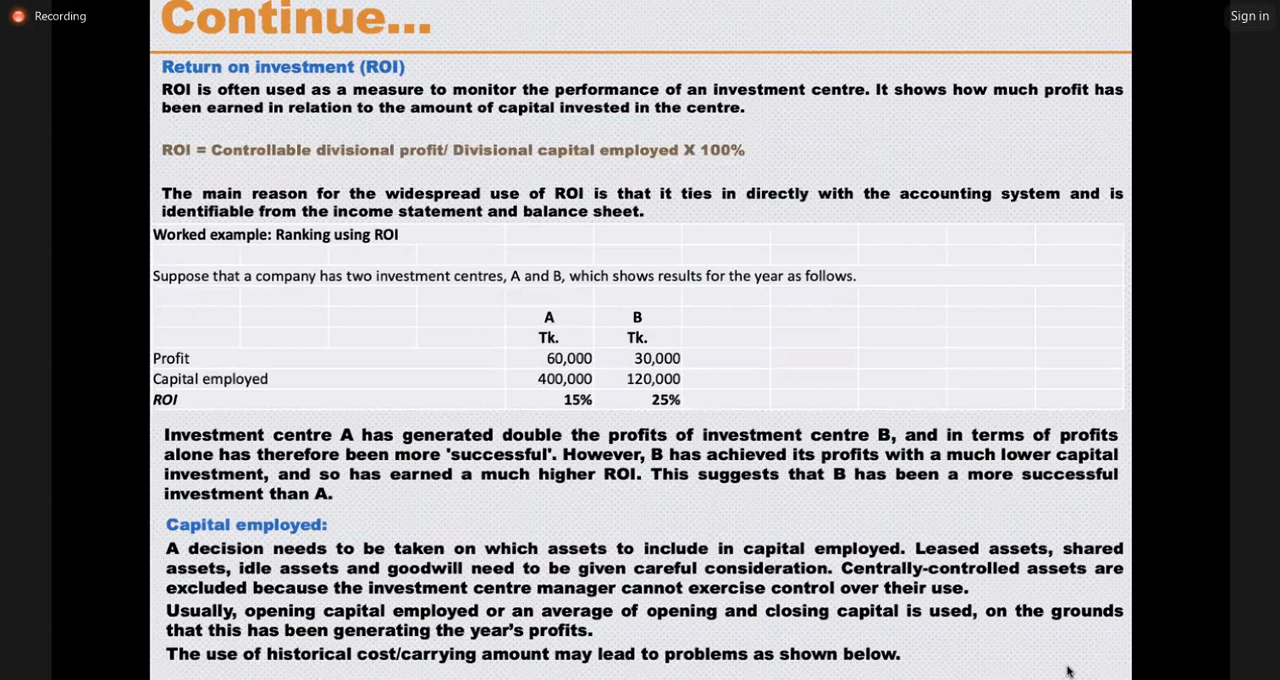 Recording
Sign in
Continue...
Return on investment (ROI)
ROI is often used as a measure to monitor the performance of an investment centre. It shows how much profit has
been earned in relation to the amount of capital invested in the centre.
ROI = Controllable divisional profit/ Divisional capital employed X 100%
The main reason for the widespread use of ROI is that it ties in directly with the accounting system and is
identifiable from the income statement and balance sheet.
Worked example: Ranking using ROI
Suppose that a company has two investment centres, A and B, which shows results for the year as follows.
A B
Tk. Tk.
Profit 60,000 30,000
Capital employed 400,000 120,000
ROI 15% 25%
Investment centre A has generated double the profits of investment centre B, and in terms of profits
alone has therefore been more 'successful'. However, B has achieved its profits with a much lower capital
investment, and so has earned a much higher ROI. This suggests that B has been a more successful
investment than A.
Capital employed:
A decision needs to be taken on which assets to include in capital employed. Leased assets, shared
assets, idle assets and goodwill need to be given careful consideration. Centrally-controlled assets are
excluded because the investment centre manager cannot exercise control over their use.
Usually, opening capital employed or an average of opening and closing capital is used, on the grounds
that this has been generating the year's profits.
The use of historical cost/carrying amount may lead to problems as shown below.